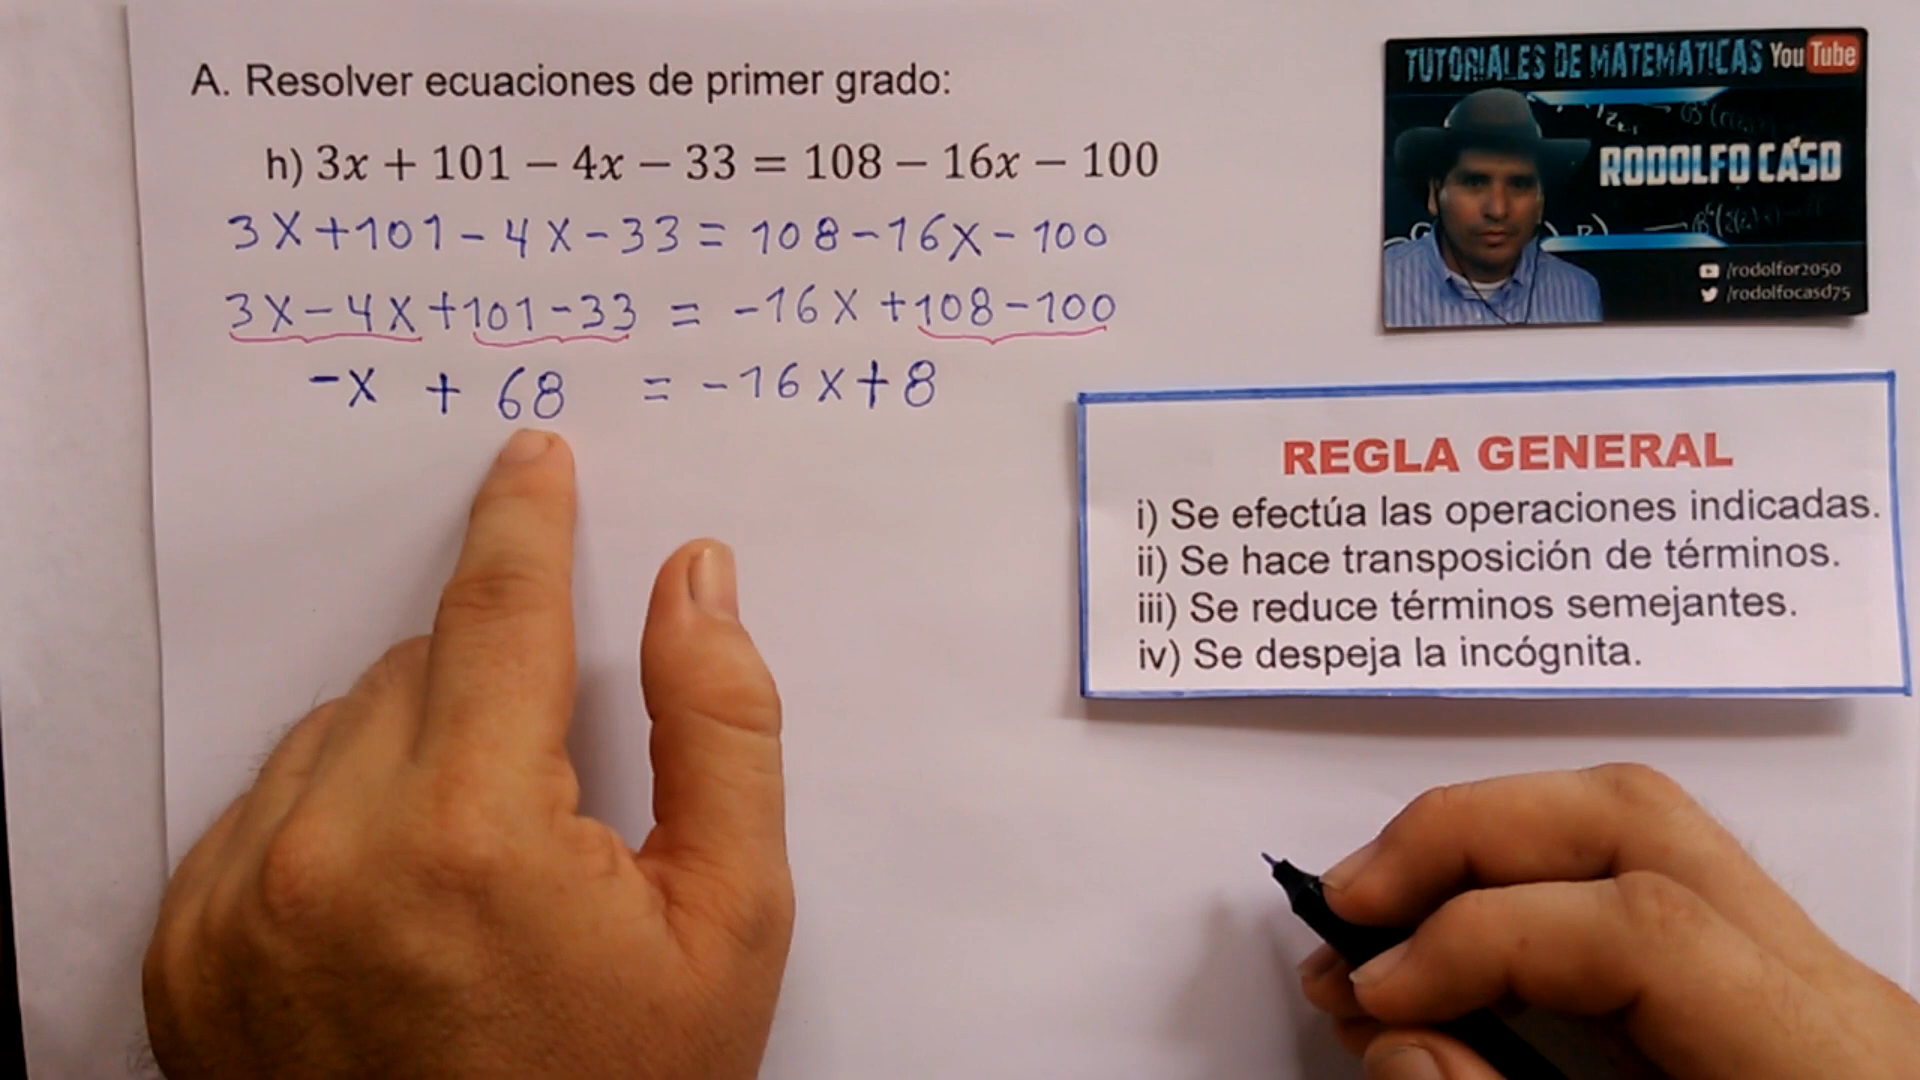 A. Resolver ecuaciones de primer grado:
h) 3x + 101 − 4x − 33 = 108 − 16x − 100
3X+101-4X-33=108-16X-100
3X-4X+101-33 = -16X+108-100
-X + 68 = -16X+8
TUTORIALES DE MATEMATICAS You Tube
RODOLFO CÁSD
/rodolfor2050
/rodolfocasd75
REGLA GENERAL
i) Se efectúa las operaciones indicadas.
ii) Se hace transposición de términos.
iii) Se reduce términos semejantes.
iv) Se despeja la incógnita.